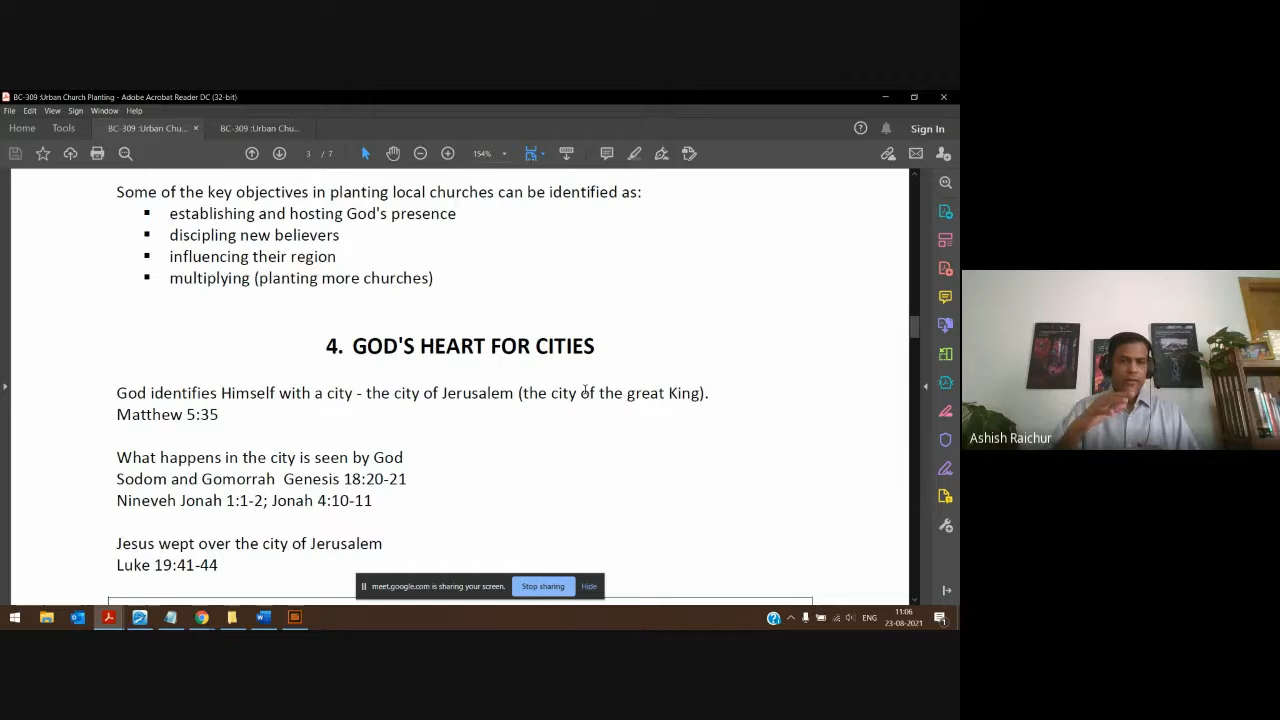 BC-309 :Urban Church Planting - Adobe Acrobat Reader DC (32-bit)
File Edit View Sign Window Help
Home Tools BC-309 :Urban Chu... × BC-309 :Urban Chu... Sign In
3 / 7 154%
Some of the key objectives in planting local churches can be identified as:
▪ establishing and hosting God's presence
▪ discipling new believers
▪ influencing their region
▪ multiplying (planting more churches)
4. GOD'S HEART FOR CITIES
God identifies Himself with a city - the city of Jerusalem (the city of the great King).
Matthew 5:35
What happens in the city is seen by God
Sodom and Gomorrah Genesis 18:20-21
Nineveh Jonah 1:1-2; Jonah 4:10-11
Jesus wept over the city of Jerusalem
Luke 19:41-44
meet.google.com is sharing your screen. Stop sharing Hide
Ashish Raichur
ENG 11:06
23-08-2021